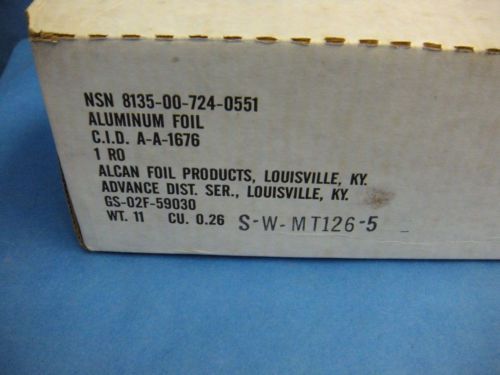 NSN 8135-00-724-0551
ALUMINUM FOIL
C.I.D. A-A-1676
1 RO
ALCAN FOIL PRODUCTS, LOUISVILLE, KY.
ADVANCE DIST. SER., LOUISVILLE, KY.
GS-02F-59030
WT. 11 CU. 0.26 S-W-MT126-5